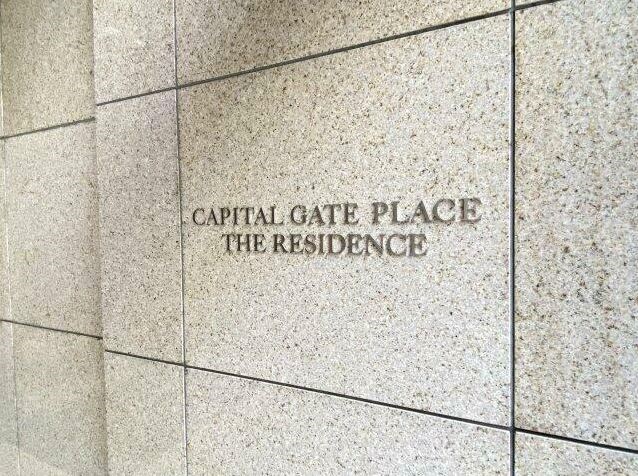 CAPITAL GATE PLACE
THE RESIDENCE